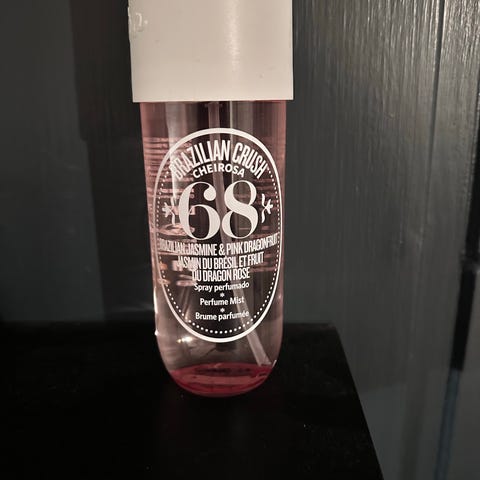 BRAZILIAN CRUSH
CHEIROSA
68
BRAZILIAN JASMINE & PINK DRAGONFRUIT
JASMIN DU BRÉSIL ET FRUIT
DU DRAGON ROSE
Spray perfumado
Perfume Mist
Brume parfumée